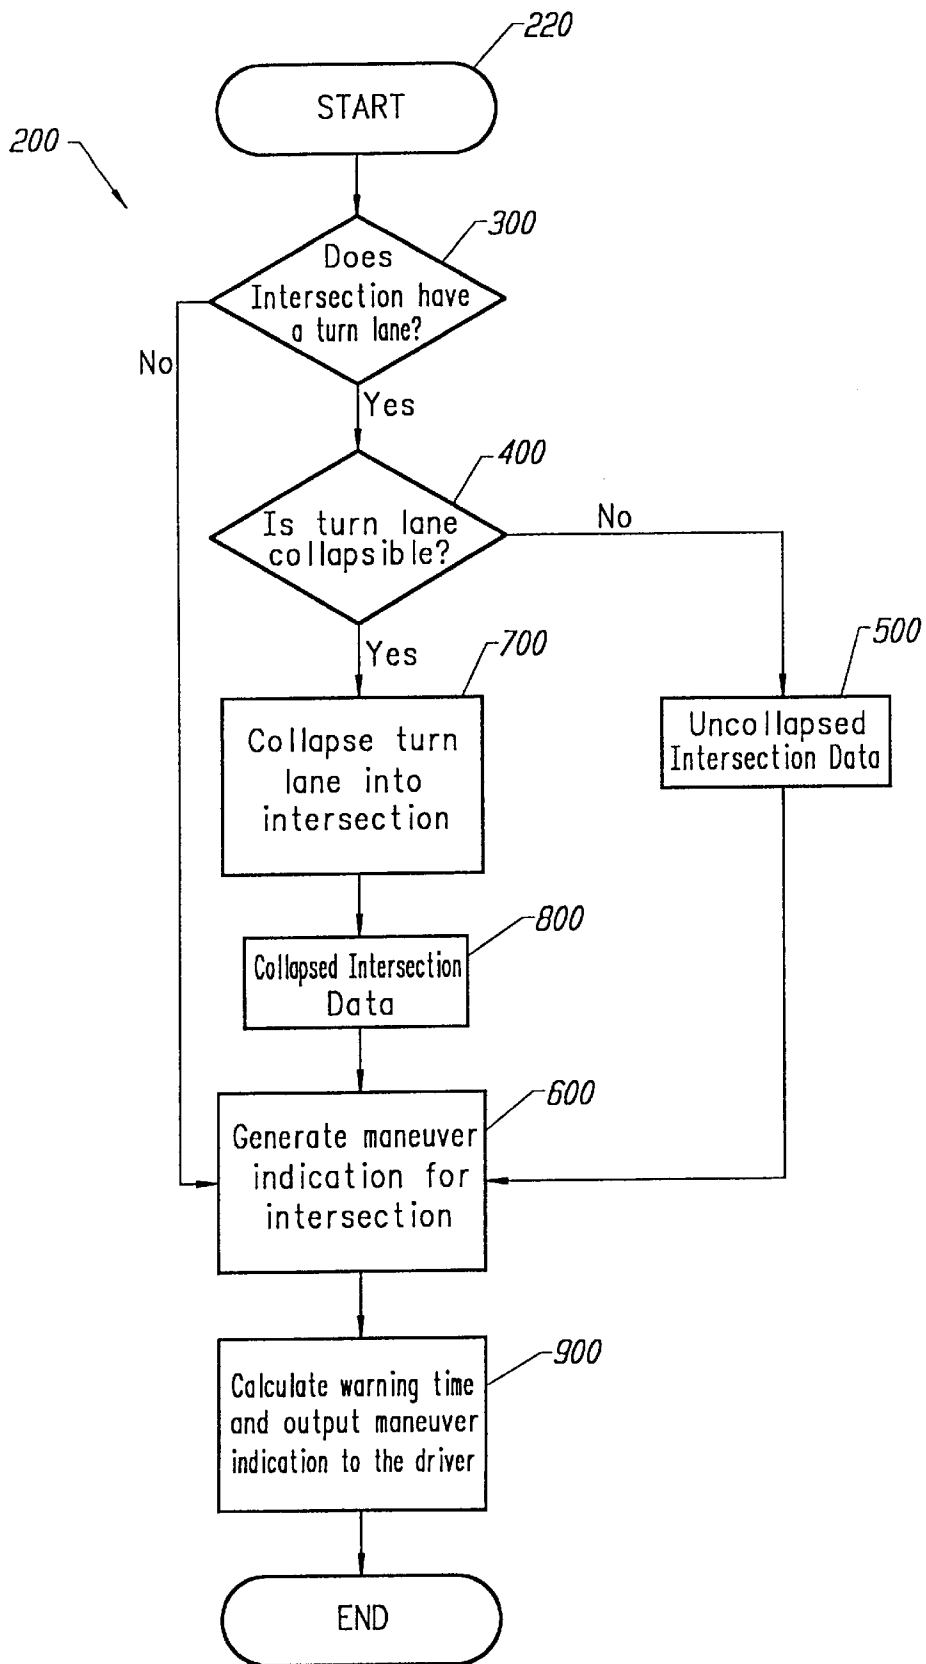 220
START
200
300
Does
Intersection have
a turn lane?
No
Yes
400
Is turn lane
collapsible?
No
Yes
700
500
Collapse turn
lane into
intersection
Uncollapsed
Intersection Data
800
Collapsed Intersection
Data
600
Generate maneuver
indication for
intersection
900
Calculate warning time
and output maneuver
indication to the driver
END